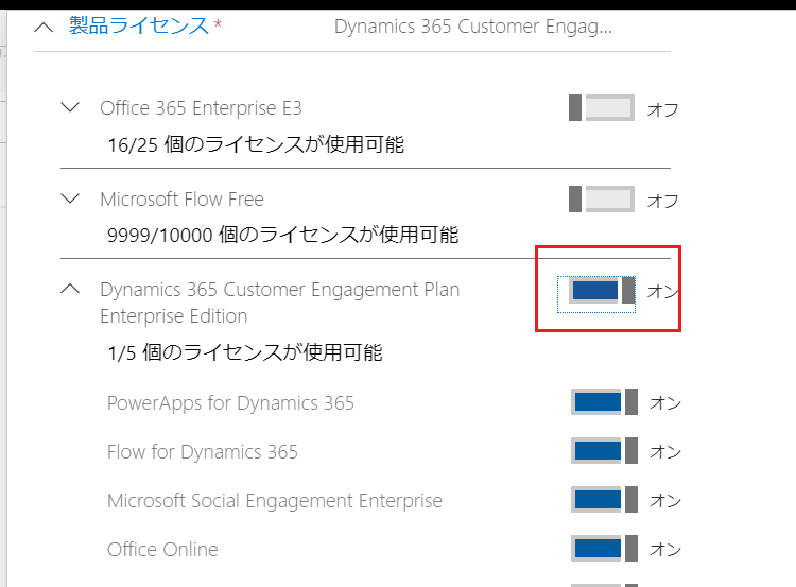 製品ライセンス * Dynamics 365 Customer Engag...
Office 365 Enterprise E3 オフ
16/25 個のライセンスが使用可能
Microsoft Flow Free オフ
9999/10000 個のライセンスが使用可能
Dynamics 365 Customer Engagement Plan オン
Enterprise Edition
1/5 個のライセンスが使用可能
PowerApps for Dynamics 365 オン
Flow for Dynamics 365 オン
Microsoft Social Engagement Enterprise オン
Office Online オン